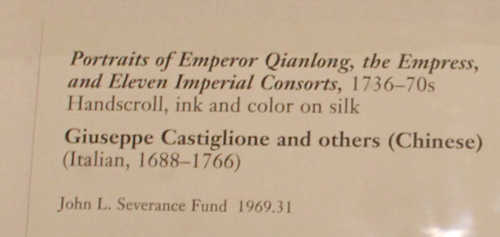 Portraits of Emperor Qianlong, the Empress,
and Eleven Imperial Consorts, 1736–70s
Handscroll, ink and color on silk
Giuseppe Castiglione and others (Chinese)
(Italian, 1688–1766)
John L. Severance Fund 1969.31